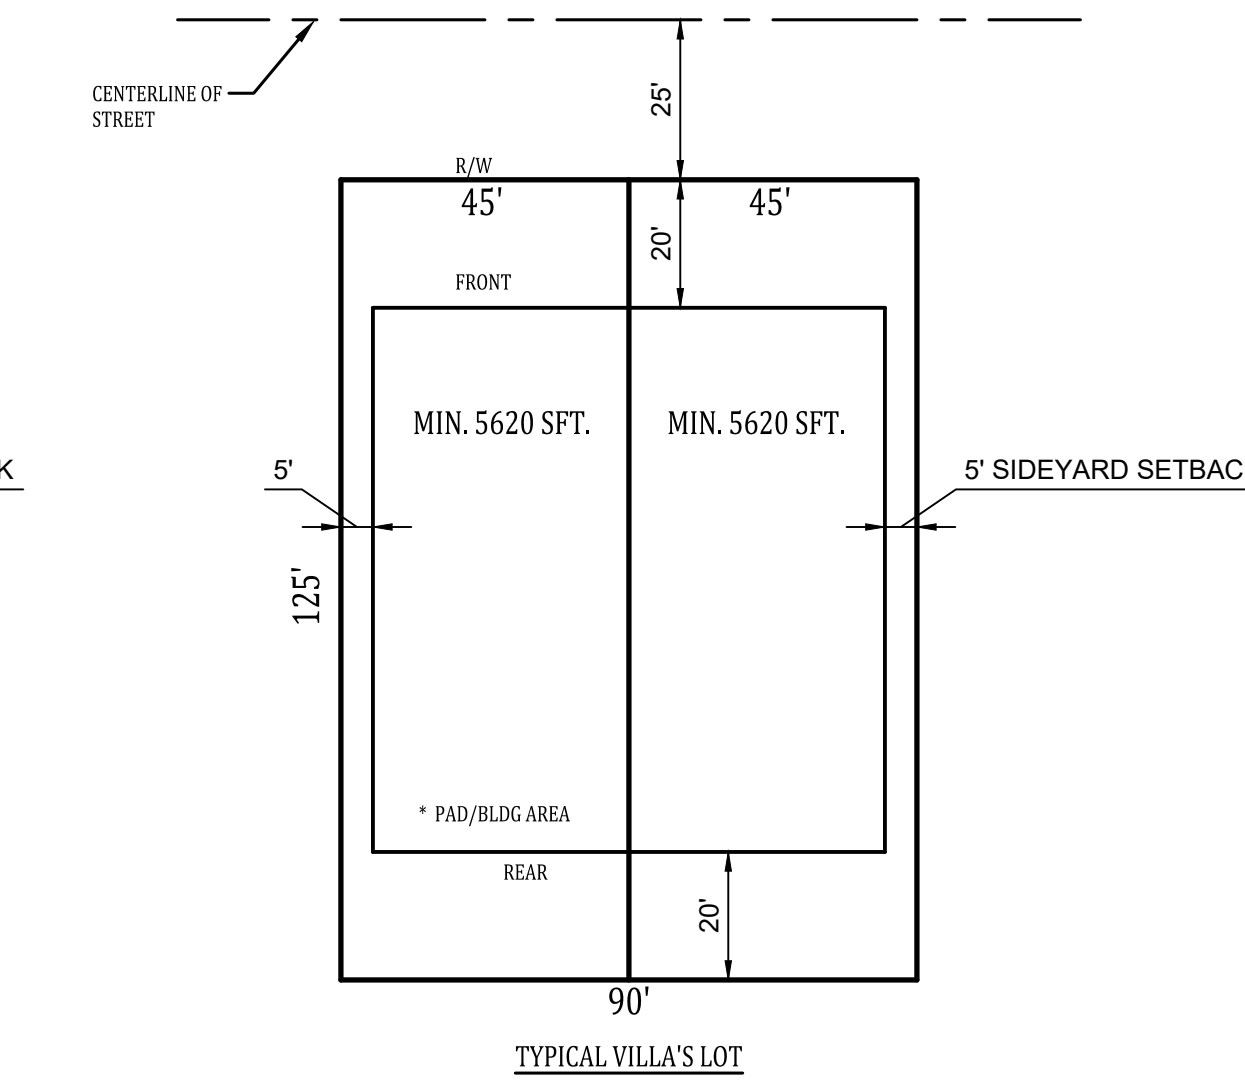 CENTERLINE OF
STREET
25'
R/W
45'
45'
20'
FRONT
MIN. 5620 SFT.
MIN. 5620 SFT.
K
5'
5' SIDEYARD SETBAC
125'
* PAD/BLDG AREA
REAR
20'
90'
TYPICAL VILLA'S LOT